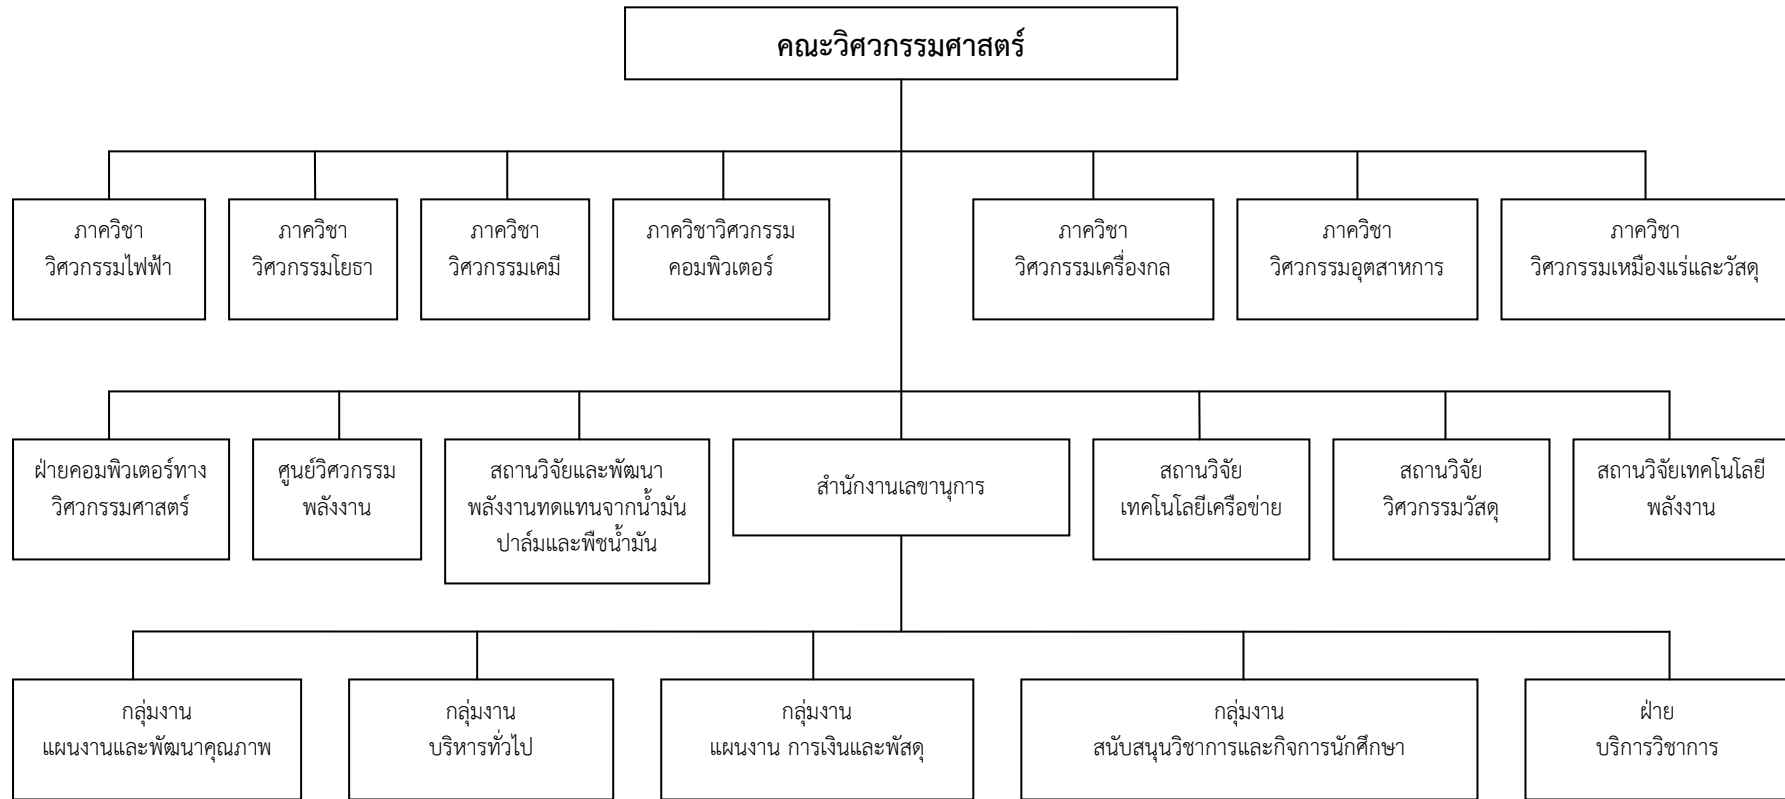 คณะวิศวกรรมศาสตร์
ภาควิชา
วิศวกรรมไฟฟ้า
ภาควิชา
วิศวกรรมโยธา
ภาควิชา
วิศวกรรมเคมี
ภาควิชาวิศวกรรม
คอมพิวเตอร์
ภาควิชา
วิศวกรรมเครื่องกล
ภาควิชา
วิศวกรรมอุตสาหการ
ภาควิชา
วิศวกรรมเหมืองแร่และวัสดุ
ฝ่ายคอมพิวเตอร์ทาง
วิศวกรรมศาสตร์
ศูนย์วิศวกรรม
พลังงาน
สถานวิจัยและพัฒนา
พลังงานทดแทนจากน้ำมัน
ปาล์มและพืชน้ำมัน
สำนักงานเลขานุการ
สถานวิจัย
เทคโนโลยีเครือข่าย
สถานวิจัย
วิศวกรรมวัสดุ
สถานวิจัยเทคโนโลยี
พลังงาน
กลุ่มงาน
แผนงานและพัฒนาคุณภาพ
กลุ่มงาน
บริหารทั่วไป
กลุ่มงาน
แผนงาน การเงินและพัสดุ
กลุ่มงาน
สนับสนุนวิชาการและกิจการนักศึกษา
ฝ่าย
บริการวิชาการ